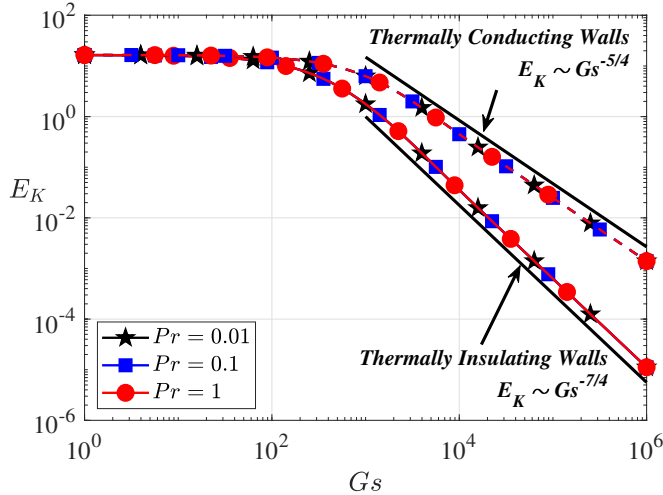 10^2
10^0
10^-2
10^-4
10^-6
E_K
Thermally Conducting Walls
E_K ~ Gs^-5/4
Thermally Insulating Walls
E_K ~ Gs^-7/4
Pr = 0.01
Pr = 0.1
Pr = 1
10^0
10^2
10^4
10^6
Gs